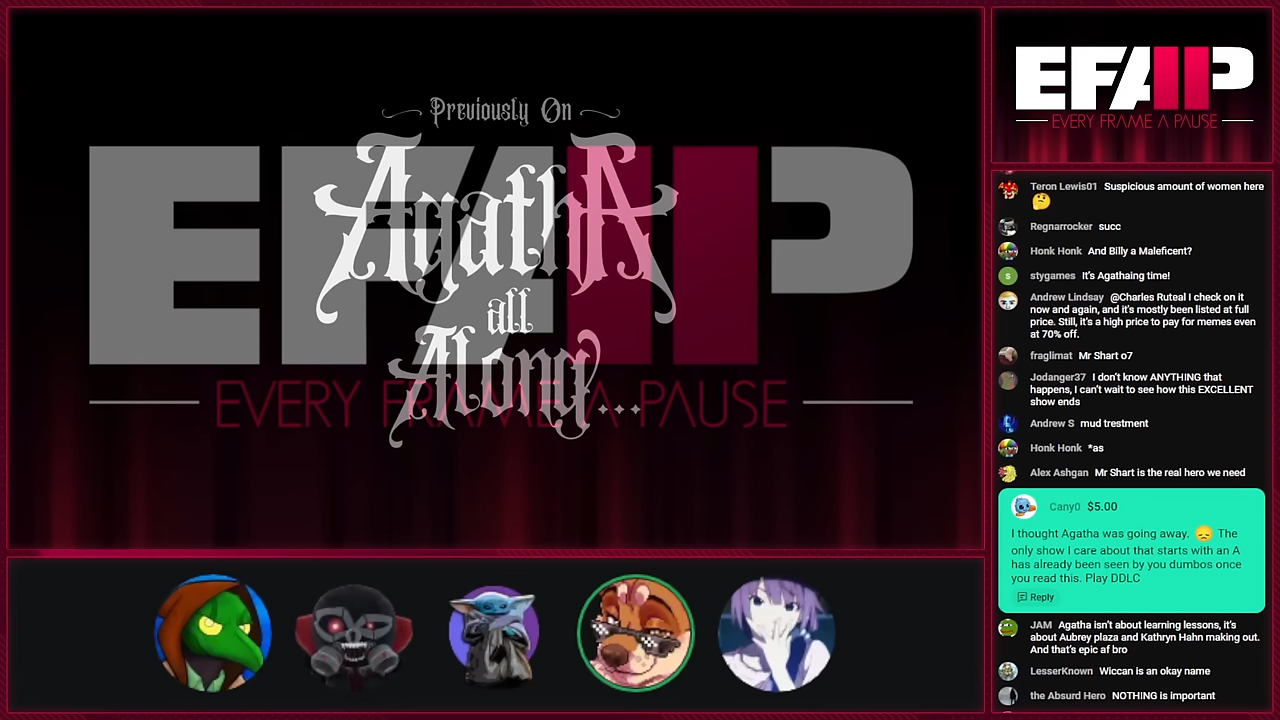 Previously On
Agatha
all
Along...
EFAP
EVERY FRAME A PAUSE
EFAP
EVERY FRAME A PAUSE
Teron Lewis01 Suspicious amount of women here
🤔
Regnarrocker succ
Honk Honk And Billy a Maleficent?
s stygames It's Agathaing time!
Andrew Lindsay @Charles Ruteal I check on it
now and again, and it's mostly been listed at full
price. Still, it's a high price to pay for memes even
at 70% off.
fraglimat Mr Shart o7
Jodanger37 I don't know ANYTHING that
happens, I can't wait to see how this EXCELLENT
show ends
Andrew S mud trestment
Honk Honk *as
Alex Ashgan Mr Shart is the real hero we need
Cany0 $5.00
I thought Agatha was going away. 😞 The
only show I care about that starts with an A
has already been seen by you dumbos once
you read this. Play DDLC
Reply
JAM Agatha isn't about learning lessons, it's
about Aubrey plaza and Kathryn Hahn making out.
And that's epic af bro
LesserKnown Wiccan is an okay name
the Absurd Hero NOTHING is important